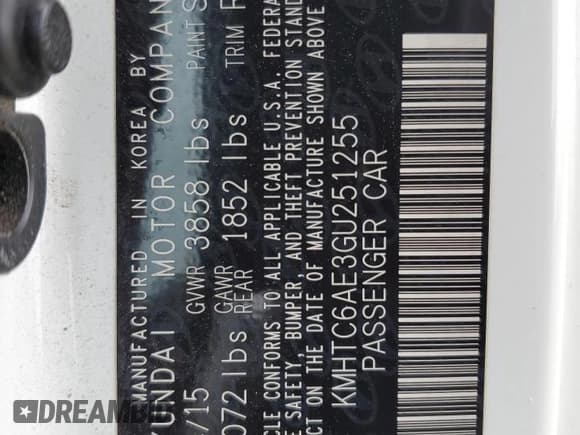 MANUFACTURED IN KOREA BY
YUNDAI MOTOR COMPAN
/15 GVWR 3858 lbs PAINT S
072 lbs GAWR REAR 1852 lbs TRIM F
CLE CONFORMS TO ALL APPLICABLE U.S.A. FEDERA
E SAFETY, BUMPER, AND THEFT PREVENTION STAND
CT ON THE DATE OF MANUFACTURE SHOWN ABOVE
KMHTC6AE3GU251255
PASSENGER CAR
DREAMBID